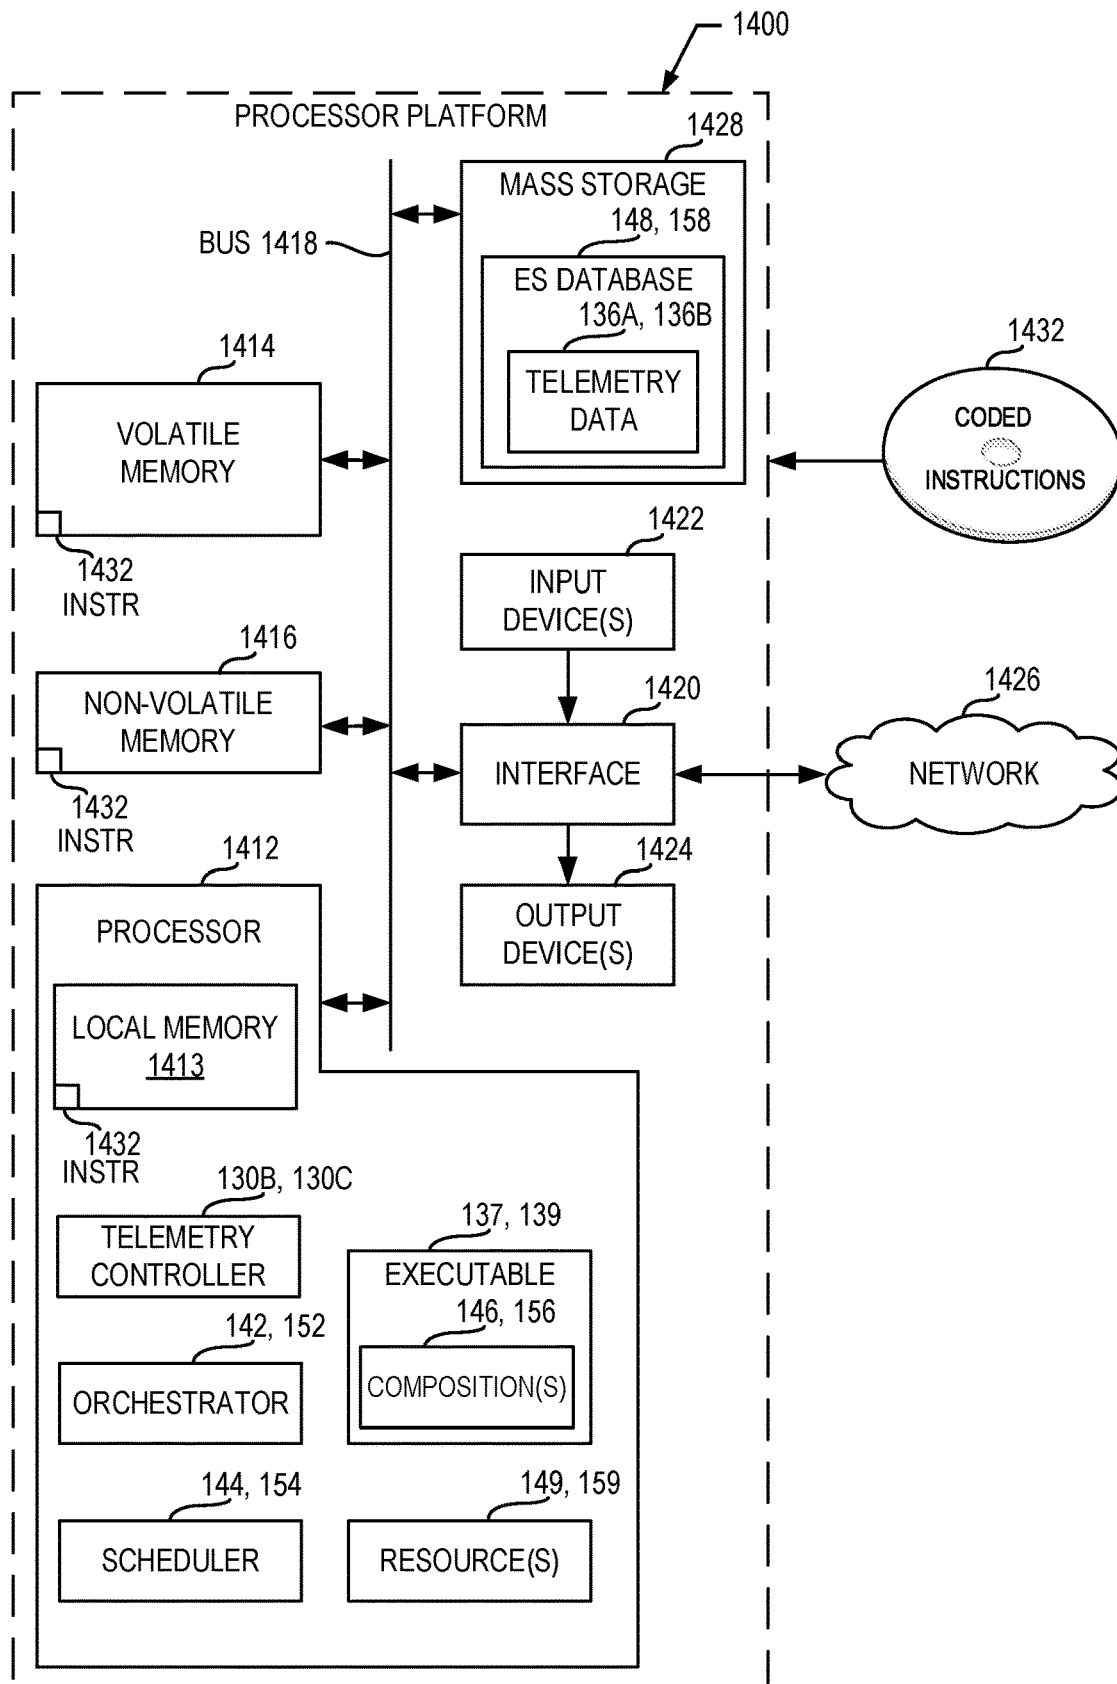 1400
PROCESSOR PLATFORM
1428
MASS STORAGE
148, 158
BUS 1418
ES DATABASE
136A, 136B
TELEMETRY
DATA
1414
VOLATILE
MEMORY
1432
INSTR
1432
CODED
INSTRUCTIONS
1422
INPUT
DEVICE(S)
1416
NON-VOLATILE
MEMORY
1432
INSTR
1420
INTERFACE
1426
NETWORK
1412
PROCESSOR
1424
OUTPUT
DEVICE(S)
LOCAL MEMORY
1413
1432
INSTR
130B, 130C
TELEMETRY
CONTROLLER
137, 139
EXECUTABLE
146, 156
COMPOSITION(S)
142, 152
ORCHESTRATOR
144, 154
SCHEDULER
149, 159
RESOURCE(S)